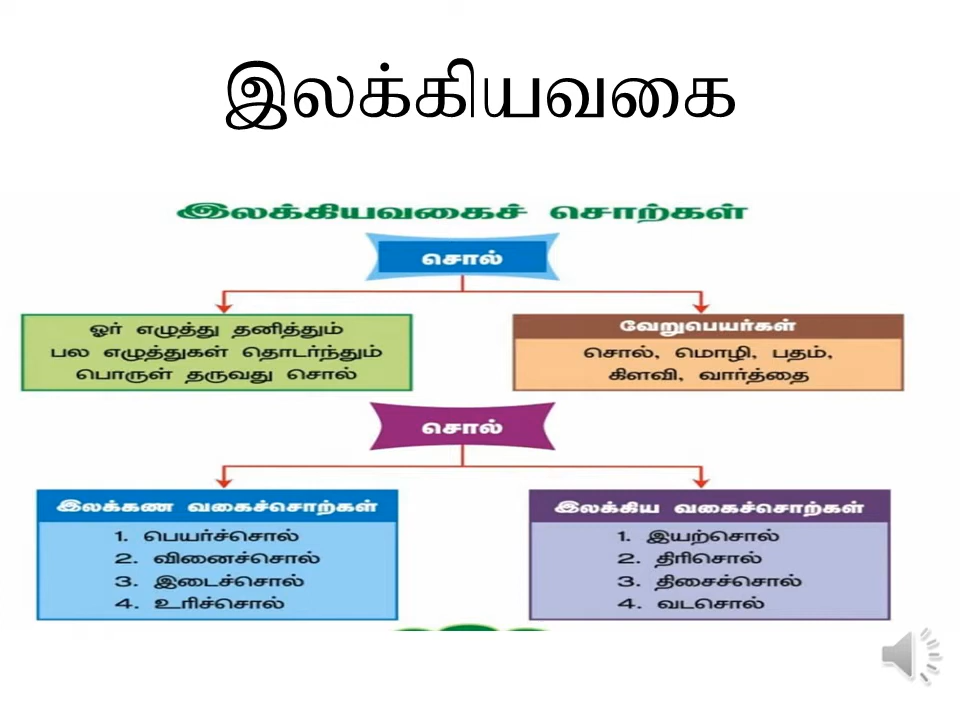 இலக்கியவகை
இலக்கியவகைச் சொற்கள்
சொல்
ஓர் எழுத்து தனித்தும்
பல எழுத்துகள் தொடர்ந்தும்
பொருள் தருவது சொல்
வேறுபெயர்கள்
சொல், மொழி, பதம்,
கிளவி, வார்த்தை
சொல்
இலக்கண வகைச்சொற்கள்
1. பெயர்ச்சொல்
2. வினைச்சொல்
3. இடைச்சொல்
4. உரிச்சொல்
இலக்கிய வகைச்சொற்கள்
1. இயற்சொல்
2. திரிசொல்
3. திசைச்சொல்
4. வடசொல்